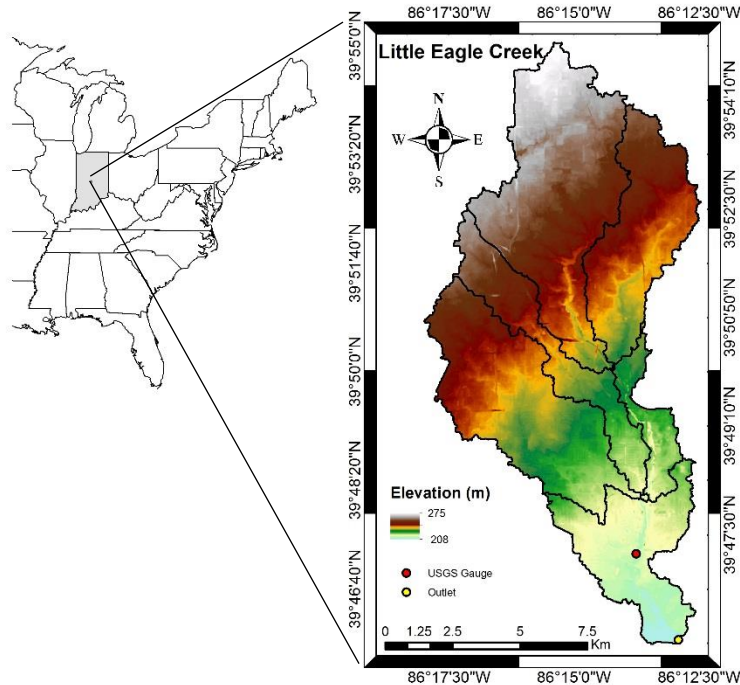 86°17'30"W 86°15'0"W 86°12'30"W
Little Eagle Creek
N
W E
S
39°55'0"N
39°53'20"N
39°51'4"N
39°50'0"N
39°48'20"N
39°46'40"N
39°54'10"N
39°52'30"N
39°50'50"N
39°49'10"N
39°47'30"N
Elevation (m)
275
208
USGS Gauge
Outlet
0 1.25 2.5 5 7.5
Km
86°17'30"W 86°15'0"W 86°12'30"W